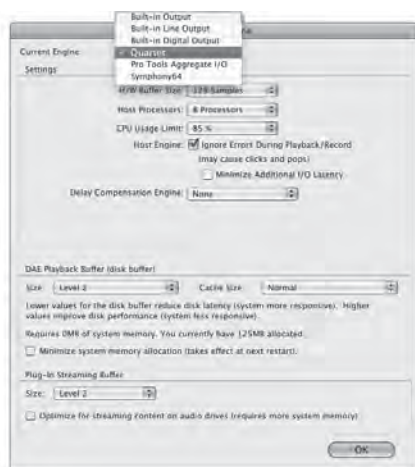 Built-in Output
Built-in Line Output
Built-in Digital Output
Current Engine
✓ Quartet
Pro Tools Aggregate I/O
Symphony64
Settings
H/W Buffer Size: 128 Samples
Host Processors: 8 Processors
CPU Usage Limit: 85 %
Host Engine: Ignore Errors During Playback/Record
(may cause clicks and pops)
Minimize Additional I/O Latency
Delay Compensation Engine: None
DAE Playback Buffer (disk buffer)
Size: Level 2 Cache Size: Normal
Lower values for the disk buffer reduce disk latency (system more responsive). Higher
values improve disk performance (system less responsive).
Requires 0MB of system memory. You currently have 125MB allocated.
Minimize system memory allocation (takes effect at next restart).
Plug-In Streaming Buffer
Size: Level 2
Optimize for streaming content on audio drives (requires more system memory)
OK